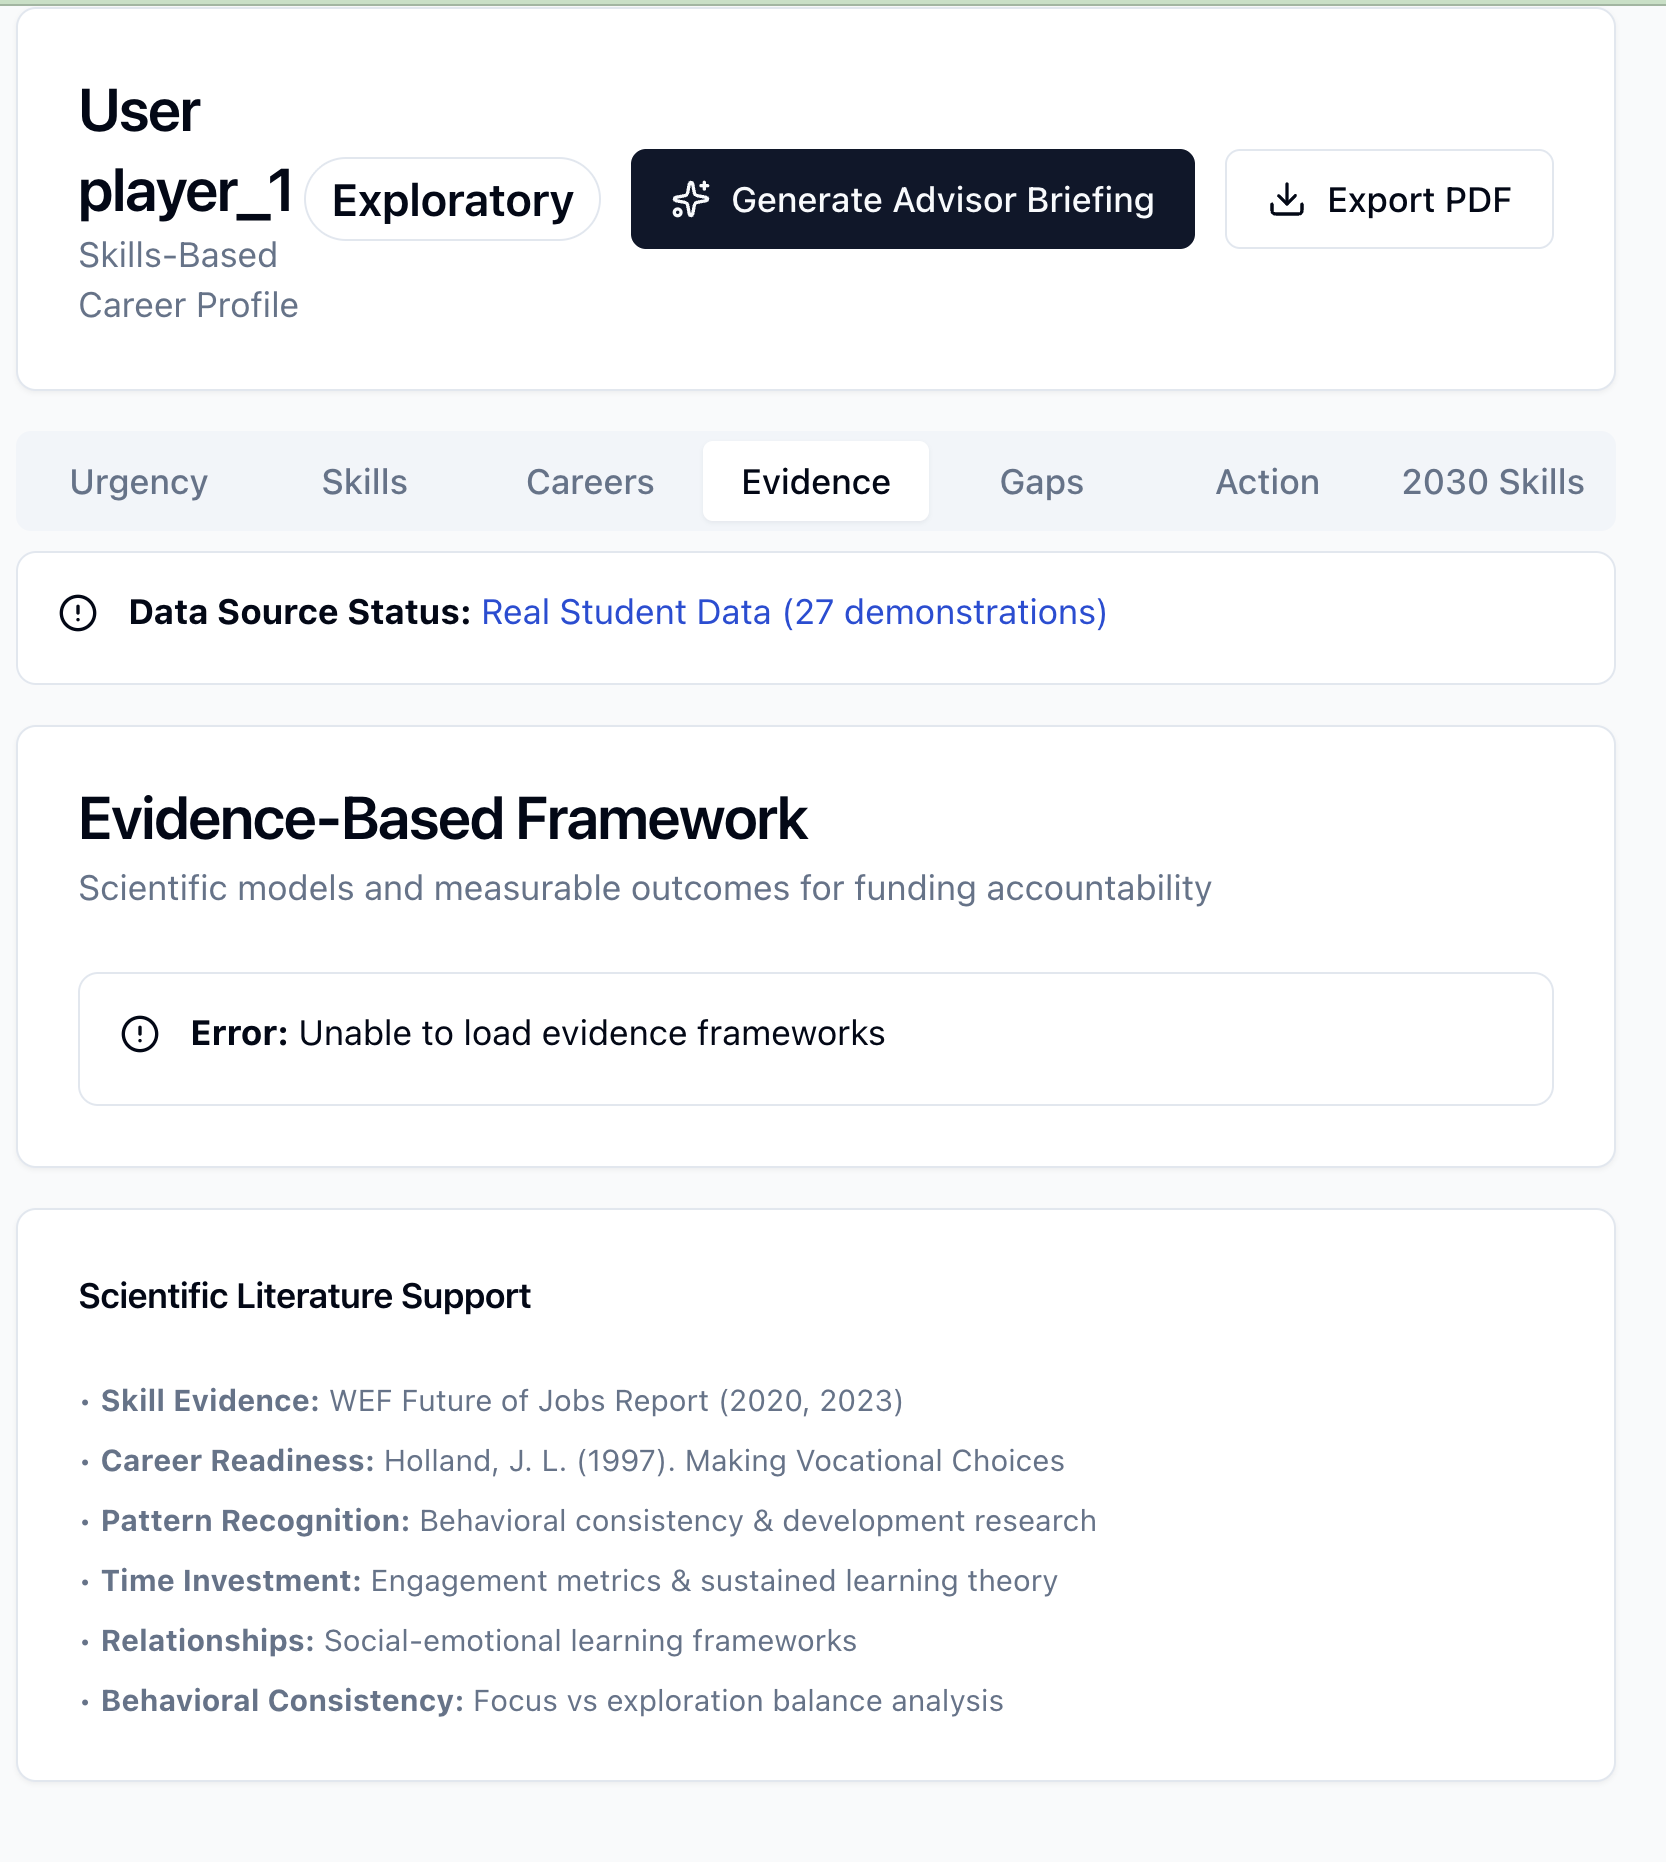 User
player_1
Skills-Based
Career Profile
Exploratory
Generate Advisor Briefing
Export PDF
Urgency
Skills
Careers
Evidence
Gaps
Action
2030 Skills
Data Source Status: Real Student Data (27 demonstrations)
Evidence-Based Framework
Scientific models and measurable outcomes for funding accountability
Error: Unable to load evidence frameworks
Scientific Literature Support
• Skill Evidence: WEF Future of Jobs Report (2020, 2023)
• Career Readiness: Holland, J. L. (1997). Making Vocational Choices
• Pattern Recognition: Behavioral consistency & development research
• Time Investment: Engagement metrics & sustained learning theory
• Relationships: Social-emotional learning frameworks
• Behavioral Consistency: Focus vs exploration balance analysis